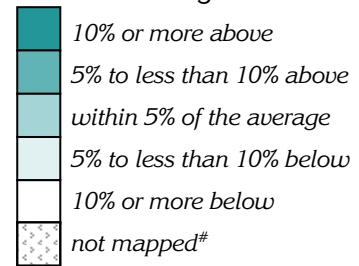 10% or more above
5% to less than 10% above
within 5% of the average
5% to less than 10% below
10% or more below
not mapped#